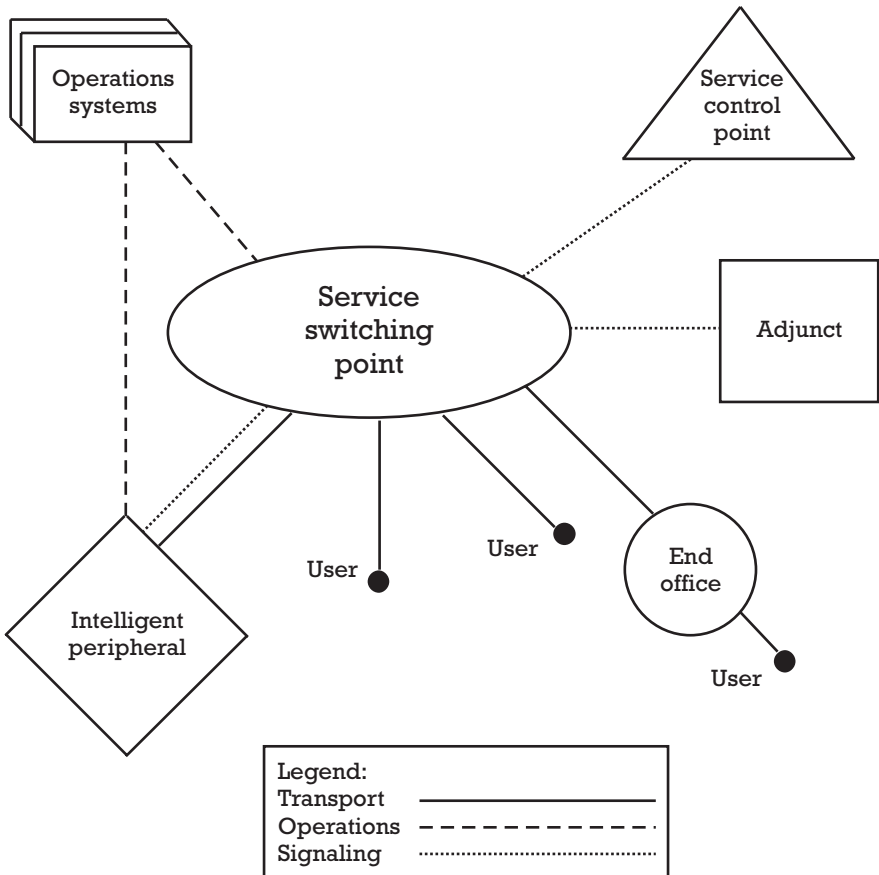 Operations
systems
Service
control
point
Service
switching
point
Adjunct
User
User
End
office
Intelligent
peripheral
User
Legend:
Transport
Operations
Signaling